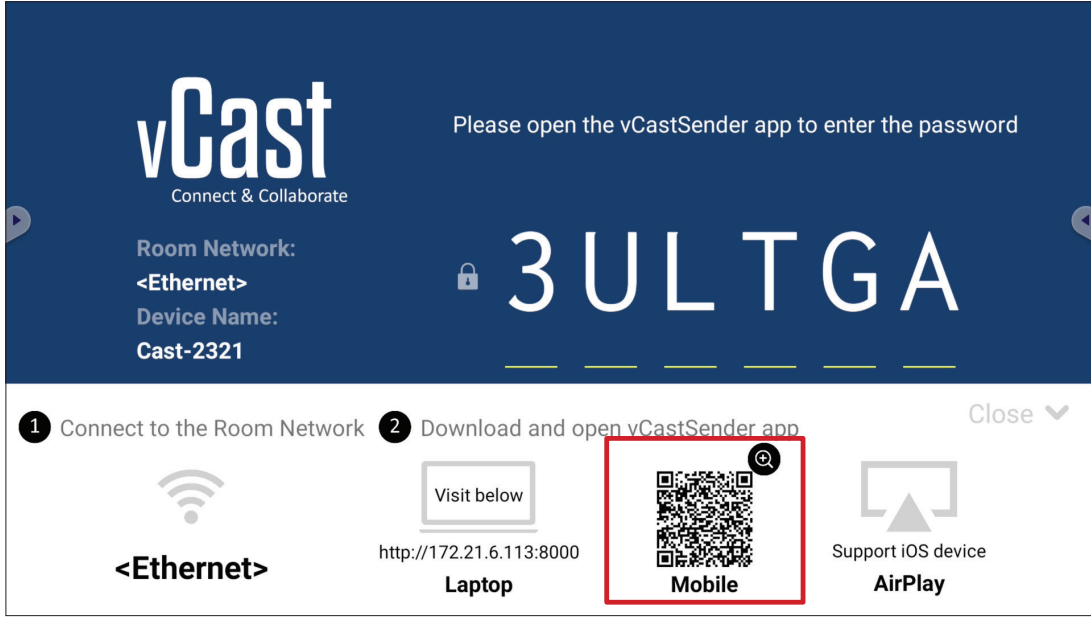 vCast
Connect & Collaborate
Please open the vCastSender app to enter the password
Room Network:
<Ethernet>
Device Name:
Cast-2321
3ULTGA
1 Connect to the Room Network
2 Download and open vCastSender app
Close
<Ethernet>
Visit below
http://172.21.6.113:8000
Laptop
Mobile
Support iOS device
AirPlay